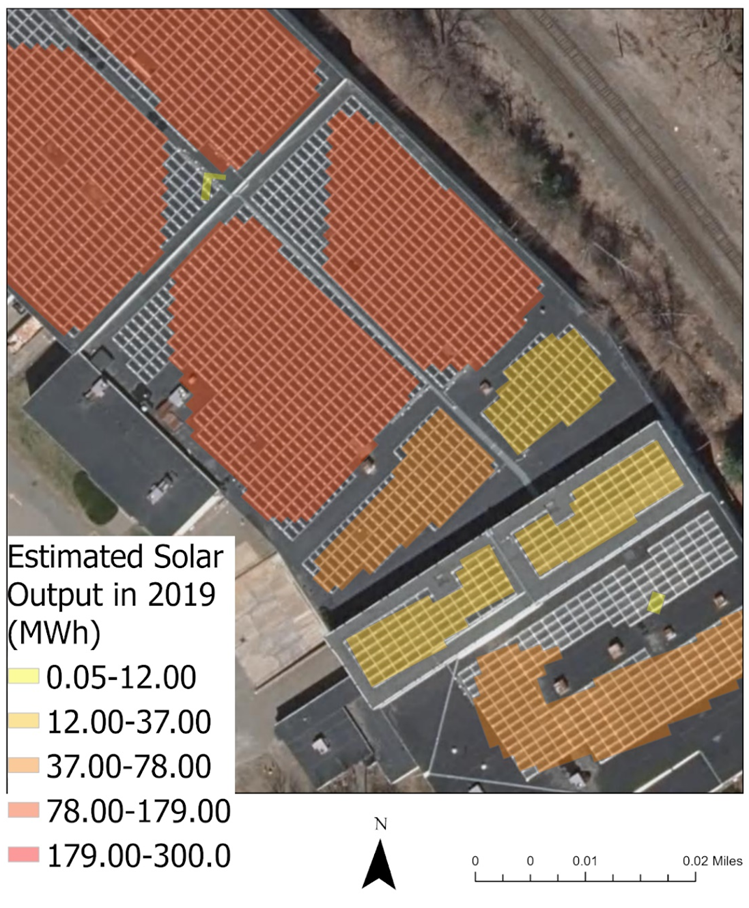 Estimated Solar
Output in 2019
(MWh)
0.05-12.00
12.00-37.00
37.00-78.00
78.00-179.00
179.00-300.0
N
0 0 0.01 0.02 Miles